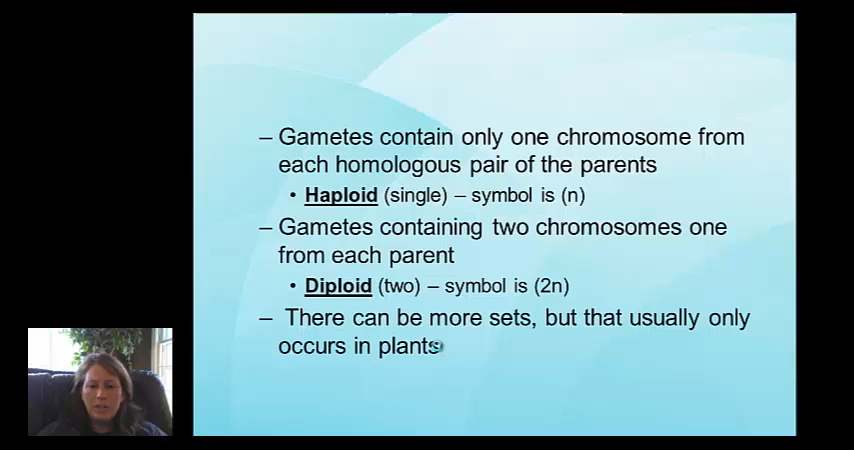 – Gametes contain only one chromosome from
each homologous pair of the parents
• Haploid (single) – symbol is (n)
– Gametes containing two chromosomes one
from each parent
• Diploid (two) – symbol is (2n)
– There can be more sets, but that usually only
occurs in plants